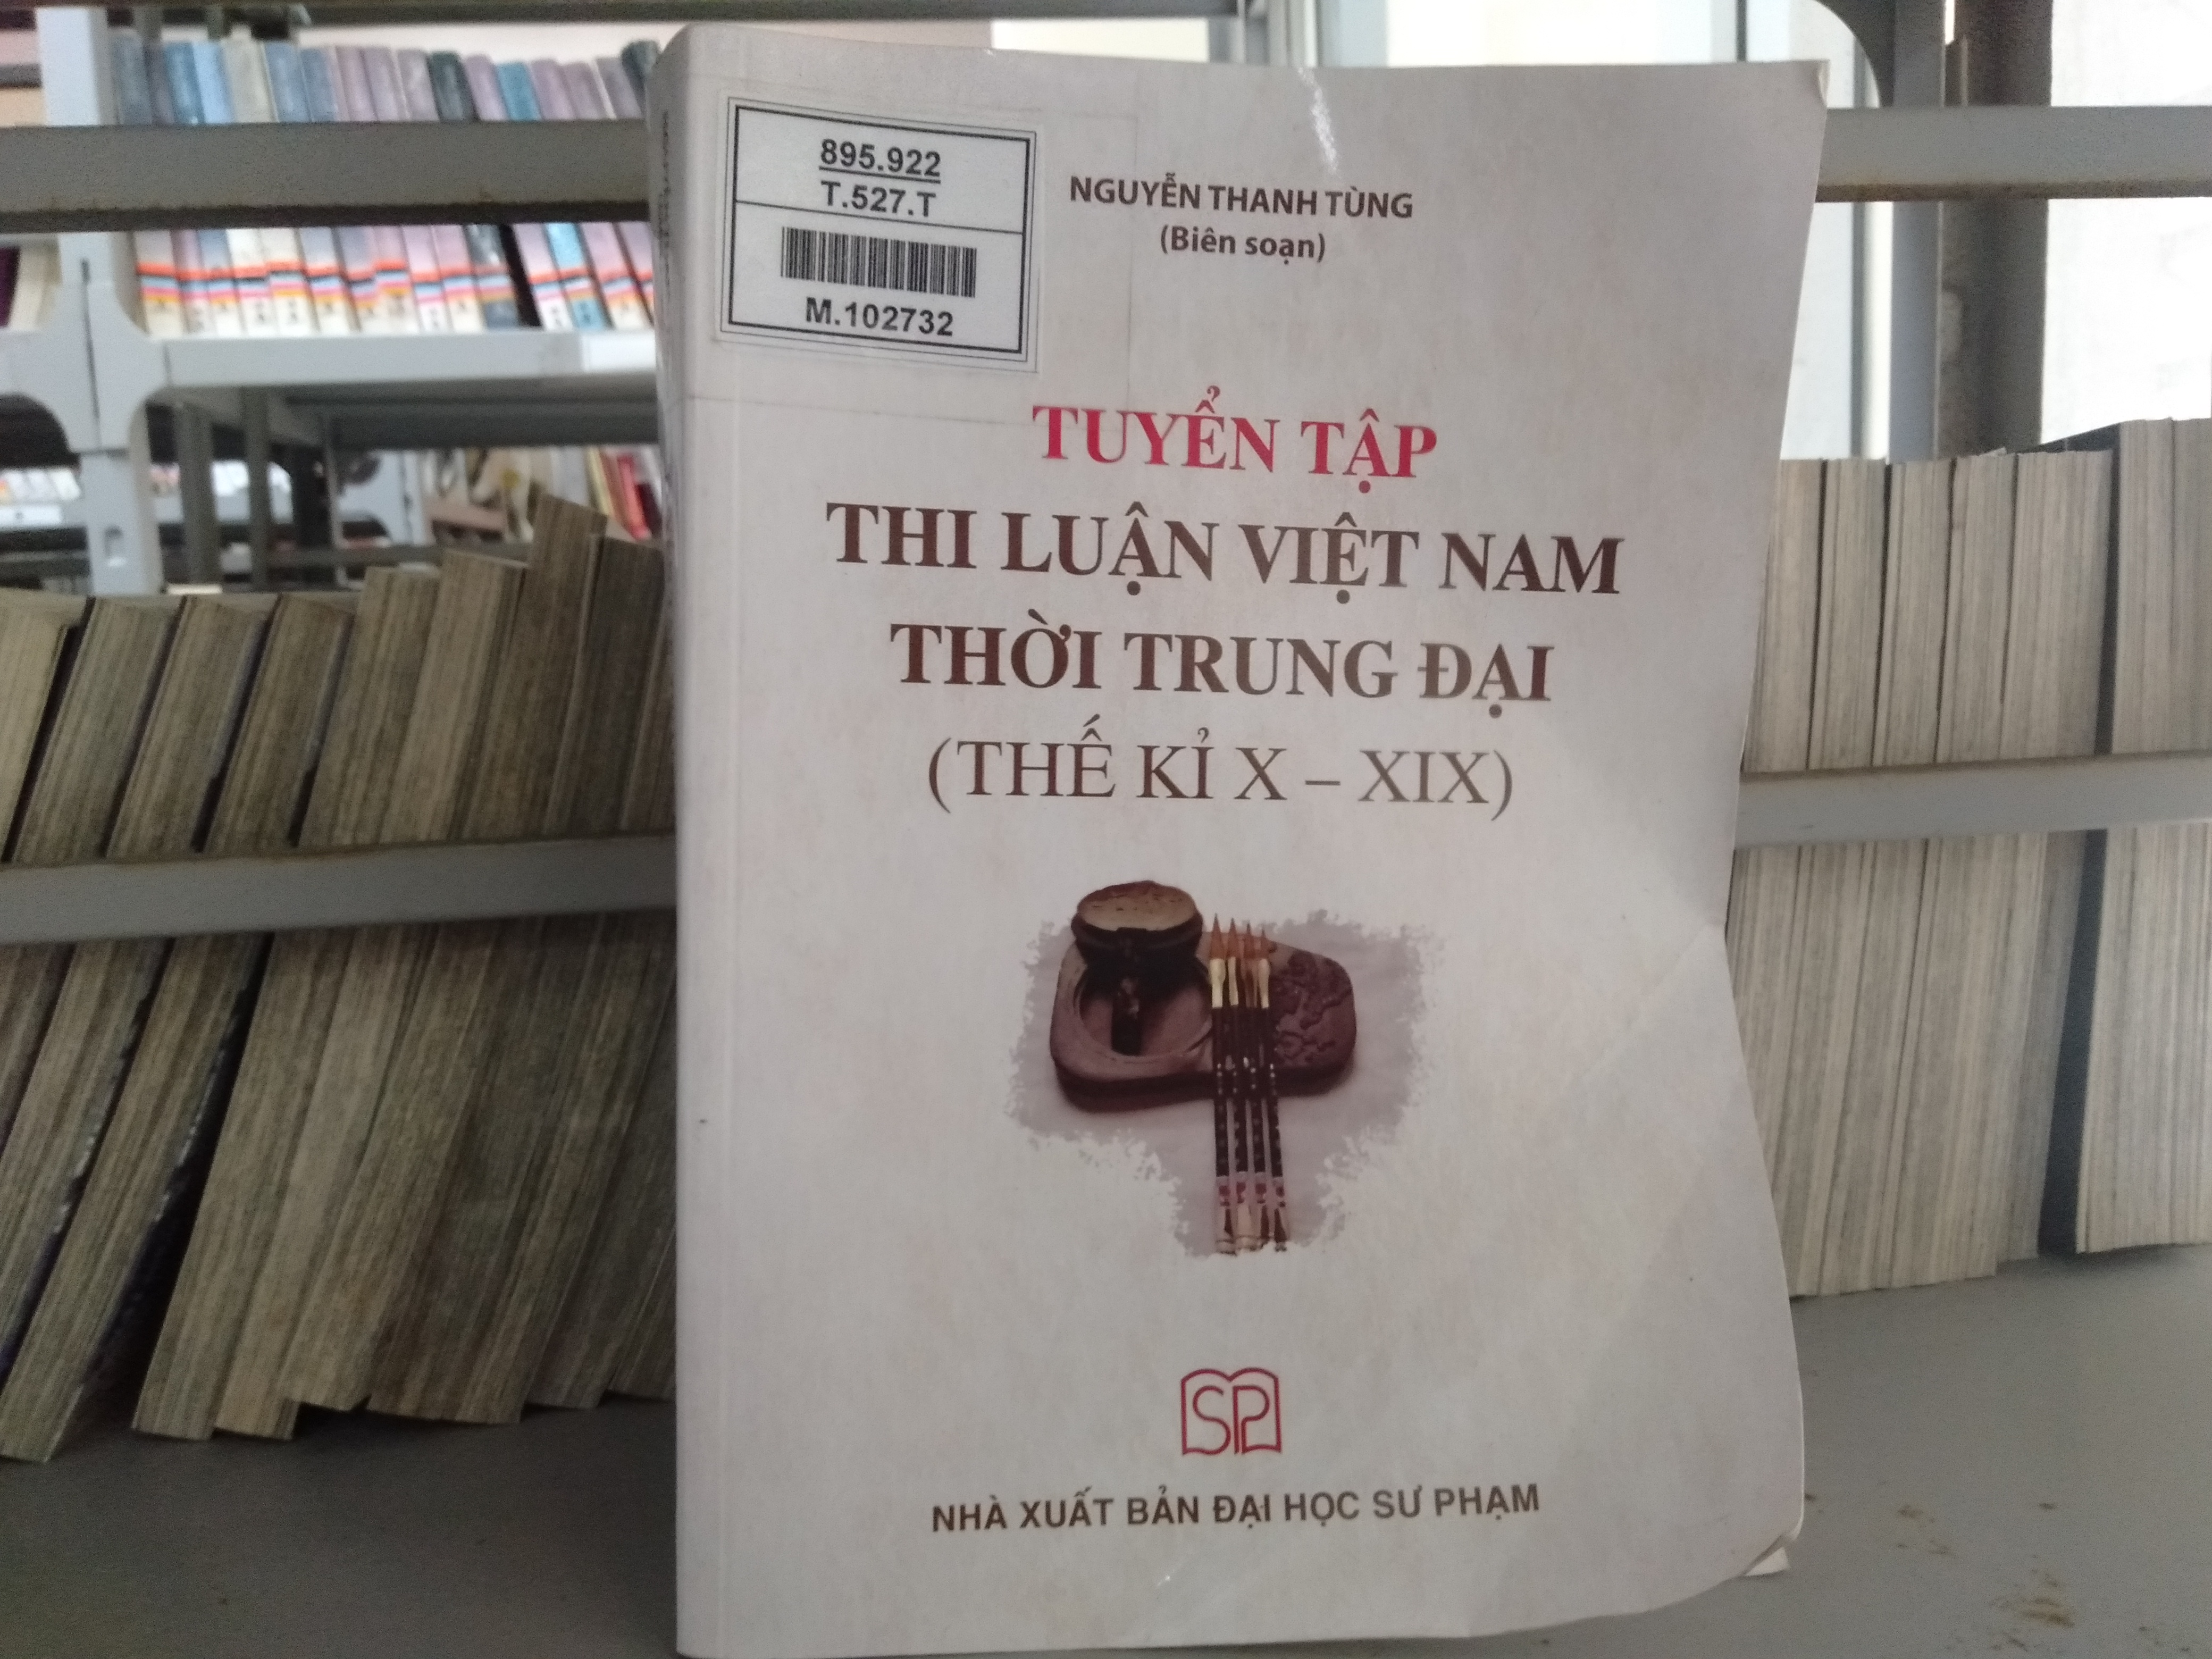 895.922
T.527.T
M.102732
NGUYỄN THANH TÙNG
(Biên soạn)
TUYỂN TẬP
THI LUẬN VIỆT NAM
THỜI TRUNG ĐẠI
(THẾ KỈ X – XIX)
SP
NHÀ XUẤT BẢN ĐẠI HỌC SƯ PHẠM